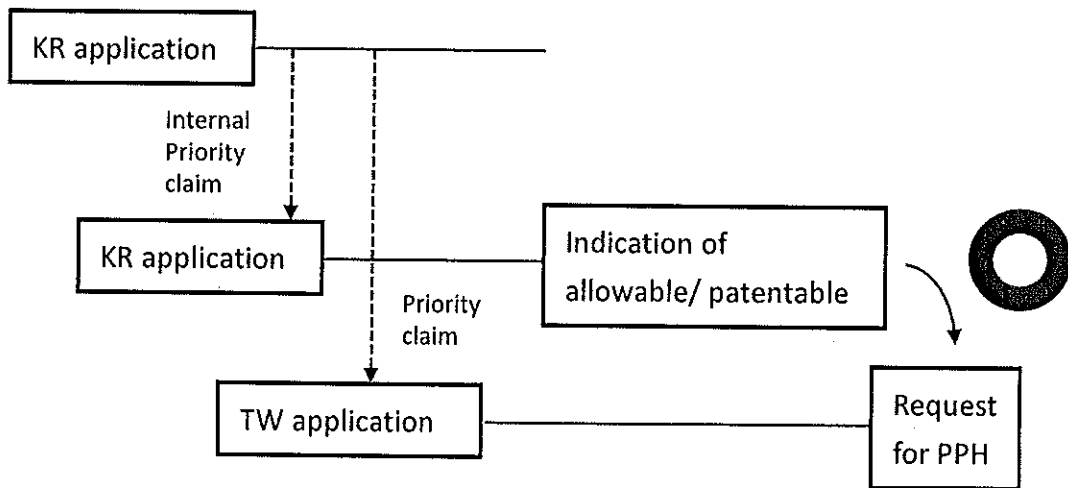 KR application
Internal
Priority
claim
KR application
Indication of
allowable/ patentable
Priority
claim
TW application
Request
for PPH